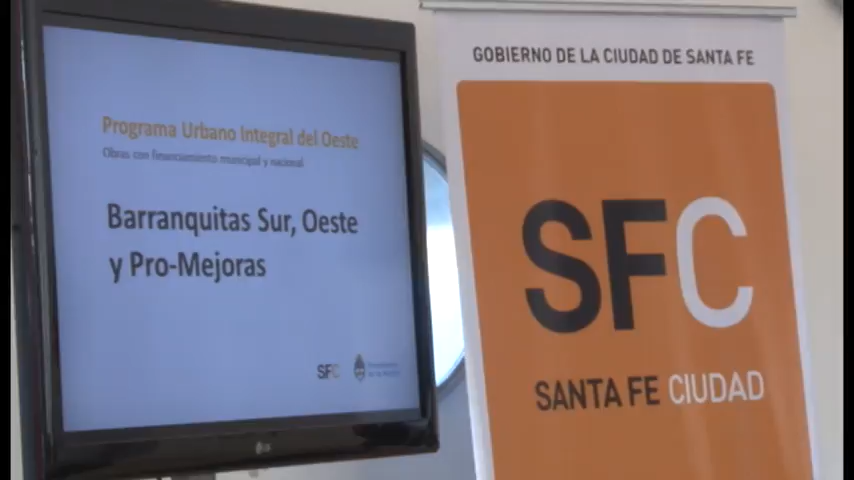 Programa Urbano Integral del Oeste
Obras con financiamiento municipal y nacional
Barranquitas Sur, Oeste
y Pro-Mejoras
SFC
LG
GOBIERNO DE LA CIUDAD DE SANTA FE
SFC
SANTA FE CIUDAD